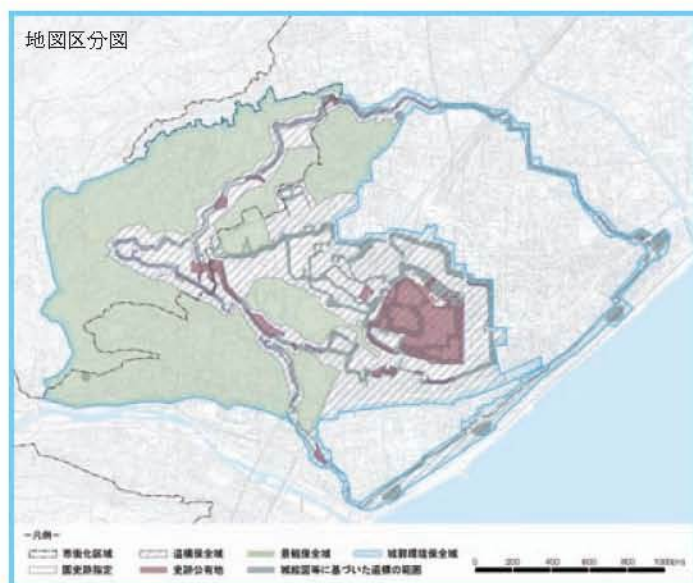 地図区分図
－凡例－
市街化区域 遺構保全域 景観保全域 城郭環境保全域
国史跡指定 史跡公有地 城絵図等に基づいた遺構の範囲
0 200 400 600 800 1000(m)